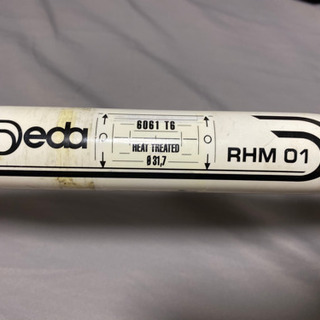 Deda
6061 T6
HEAT TREATED
Ø 31,7
RHM 01